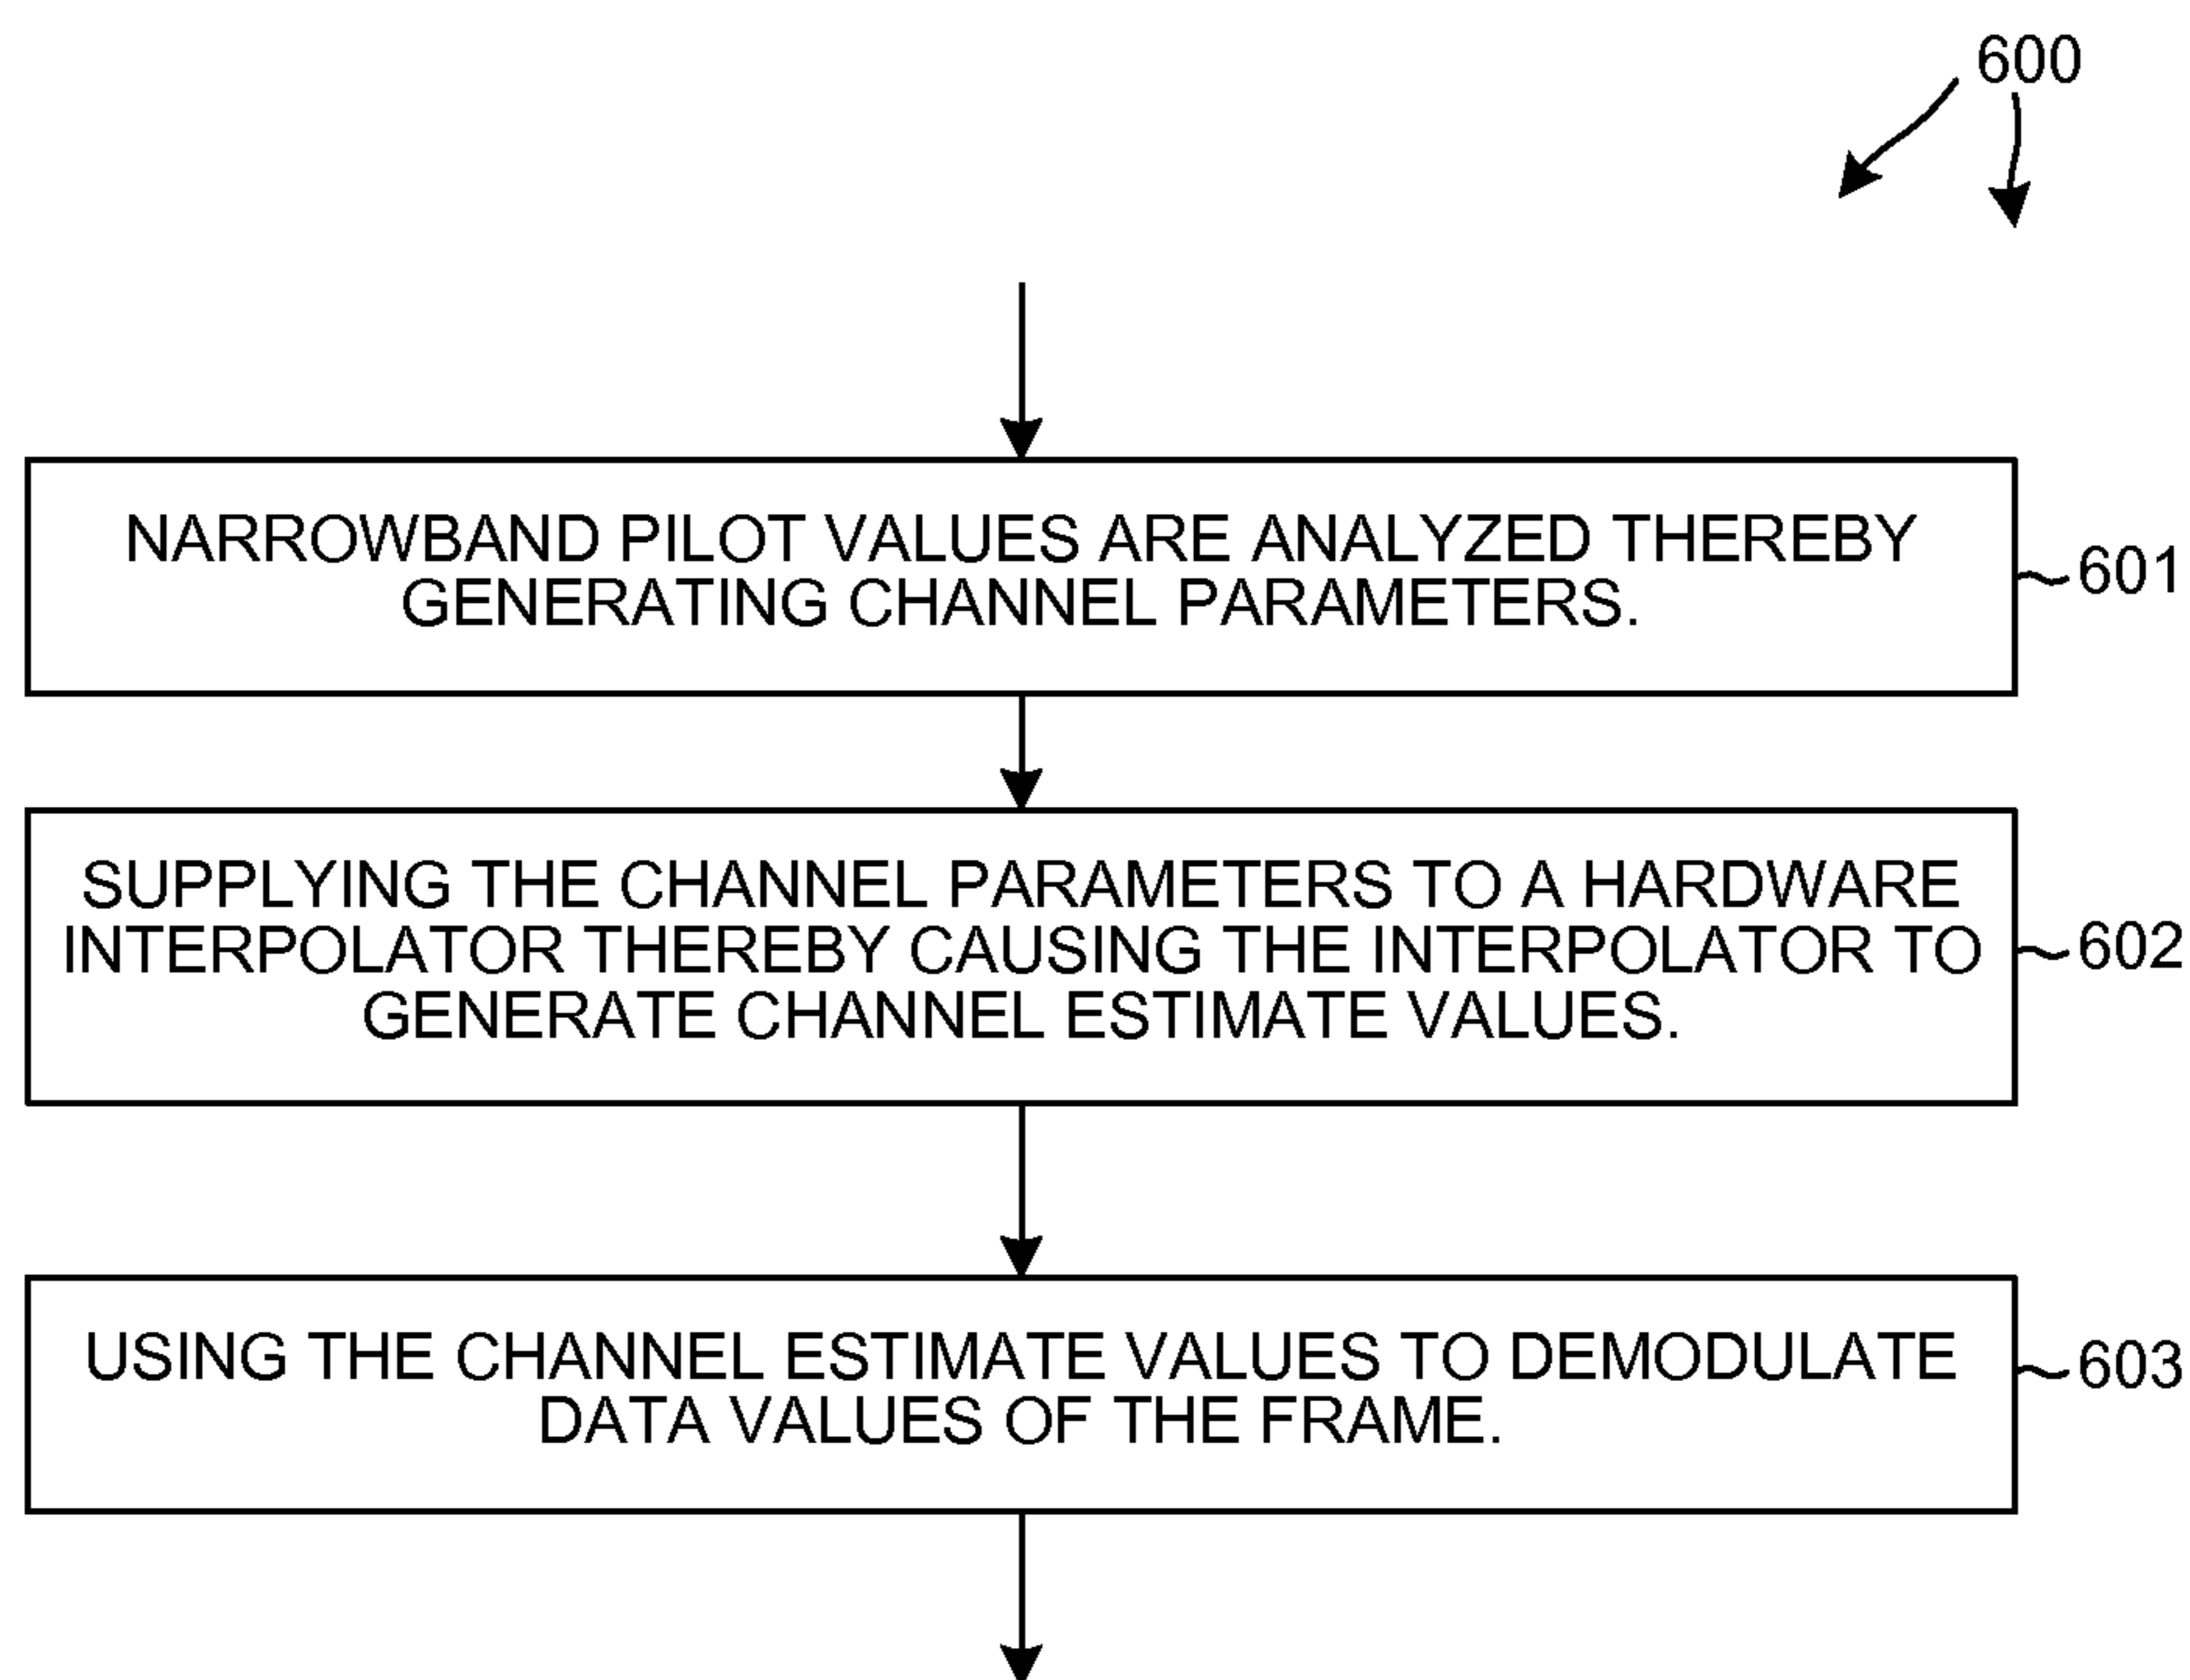 600
NARROWBAND PILOT VALUES ARE ANALYZED THEREBY
GENERATING CHANNEL PARAMETERS.
601
SUPPLYING THE CHANNEL PARAMETERS TO A HARDWARE
INTERPOLATOR THEREBY CAUSING THE INTERPOLATOR TO
GENERATE CHANNEL ESTIMATE VALUES.
602
USING THE CHANNEL ESTIMATE VALUES TO DEMODULATE
DATA VALUES OF THE FRAME.
603